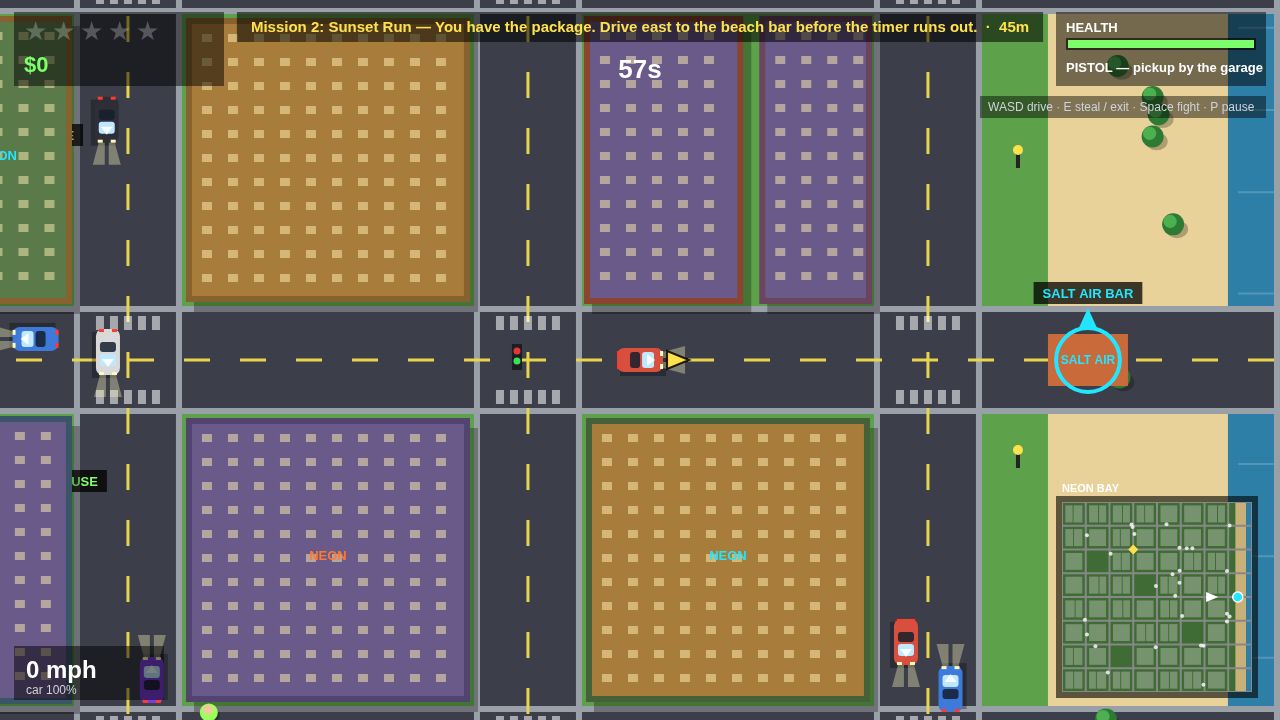 Mission 2: Sunset Run — You have the package. Drive east to the beach bar before the timer runs out. · 45m
$0
57s
HEALTH
PISTOL — pickup by the garage
WASD drive · E steal / exit · Space fight · P pause
SALT AIR BAR
SALT AIR
USE
NEON BAY
NEON
NEON
0 mph
car 100%